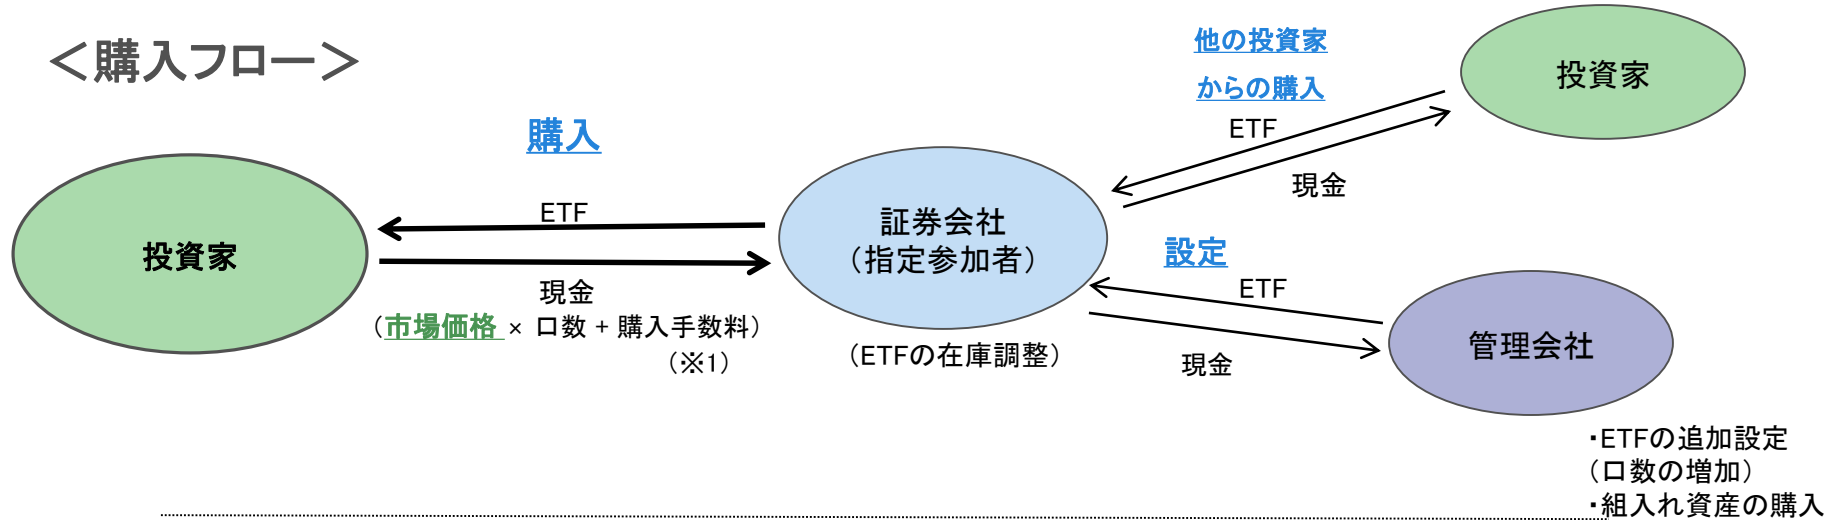 ＜購入フロー＞
他の投資家
からの購入
投資家
購入
ETF
現金
ETF
投資家
証券会社
（指定参加者）
設定
現金
（市場価格 × 口数 + 購入手数料）
（※1）
（ETFの在庫調整）
ETF
現金
管理会社
・ETFの追加設定
（口数の増加）
・組入れ資産の購入